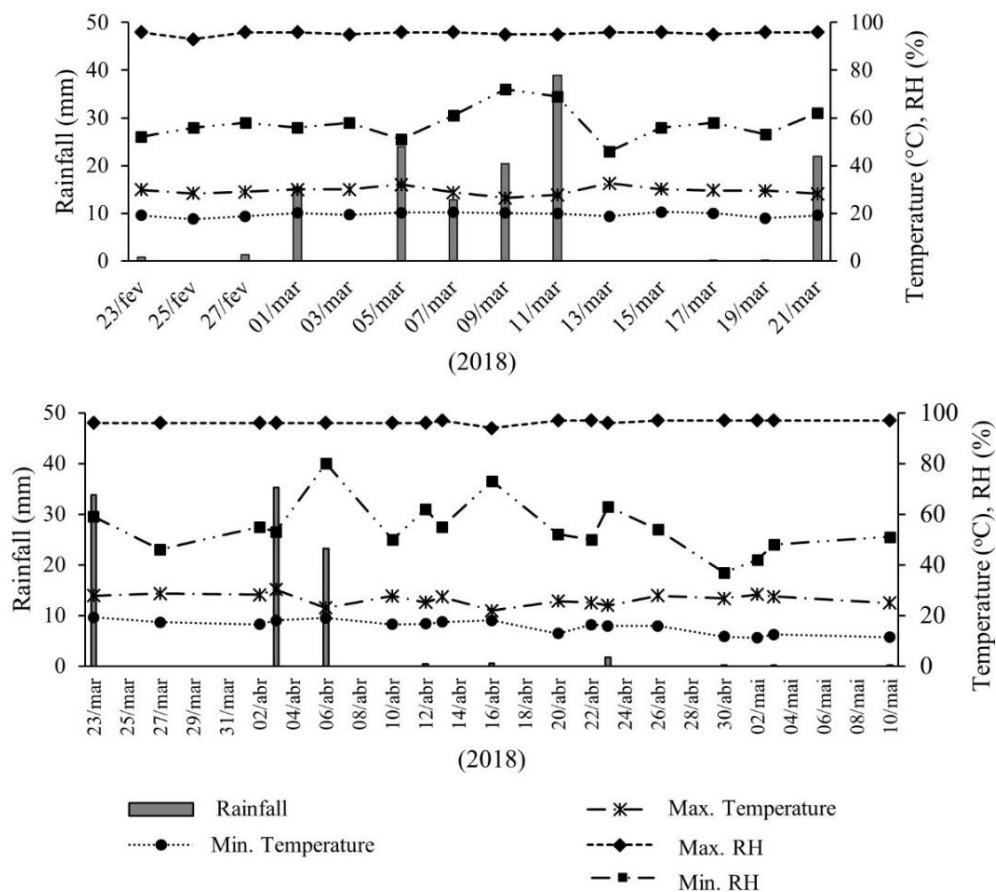 50
40
30
20
10
0
Rainfall (mm)
100
80
60
40
20
0
Temperature (°C), RH (%)
23/fev 25/fev 27/fev 01/mar 03/mar 05/mar 07/mar 09/mar 11/mar 13/mar 15/mar 17/mar 19/mar 21/mar
(2018)
50
40
30
20
10
0
Rainfall (mm)
100
80
60
40
20
0
Temperature (ºC), RH (%)
23/mar 25/mar 27/mar 29/mar 31/mar 02/abr 04/abr 06/abr 08/abr 10/abr 12/abr 14/abr 16/abr 18/abr 20/abr 22/abr 24/abr 26/abr 28/abr 30/abr 02/mai 04/mai 06/mai 08/mai 10/mai
(2018)
Rainfall
Max. Temperature
Min. Temperature
Max. RH
Min. RH